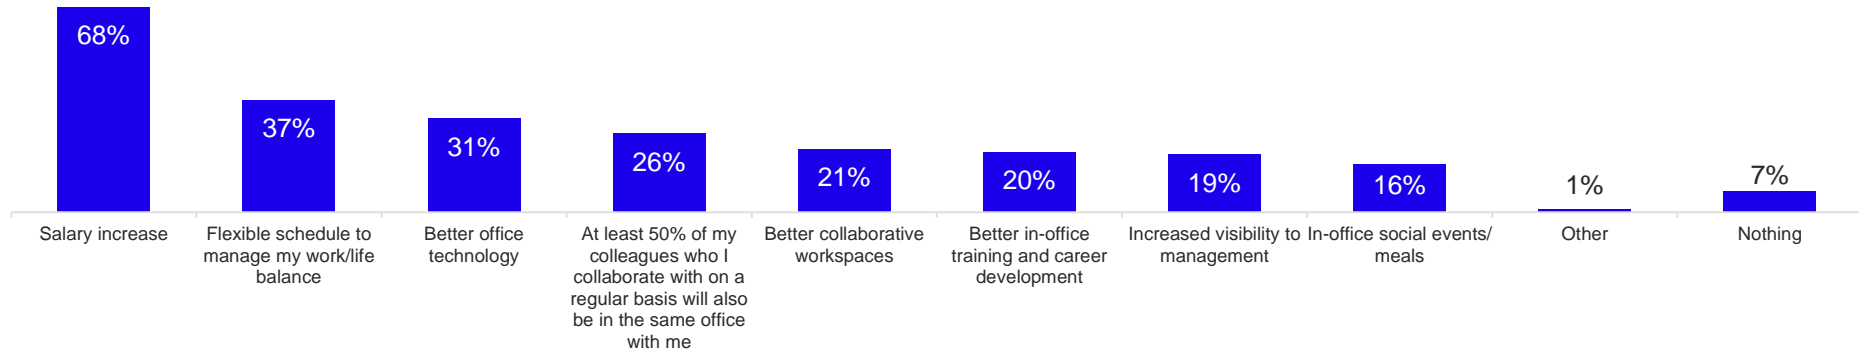 68%
37%
31%
26%
21%
20%
19%
16%
1%
7%
Salary increase
Flexible schedule to
manage my work/life
balance
Better office
technology
At least 50% of my
colleagues who I
collaborate with on a
regular basis will also
be in the same office
with me
Better collaborative
workspaces
Better in-office
training and career
development
Increased visibility to
management
In-office social events/
meals
Other
Nothing